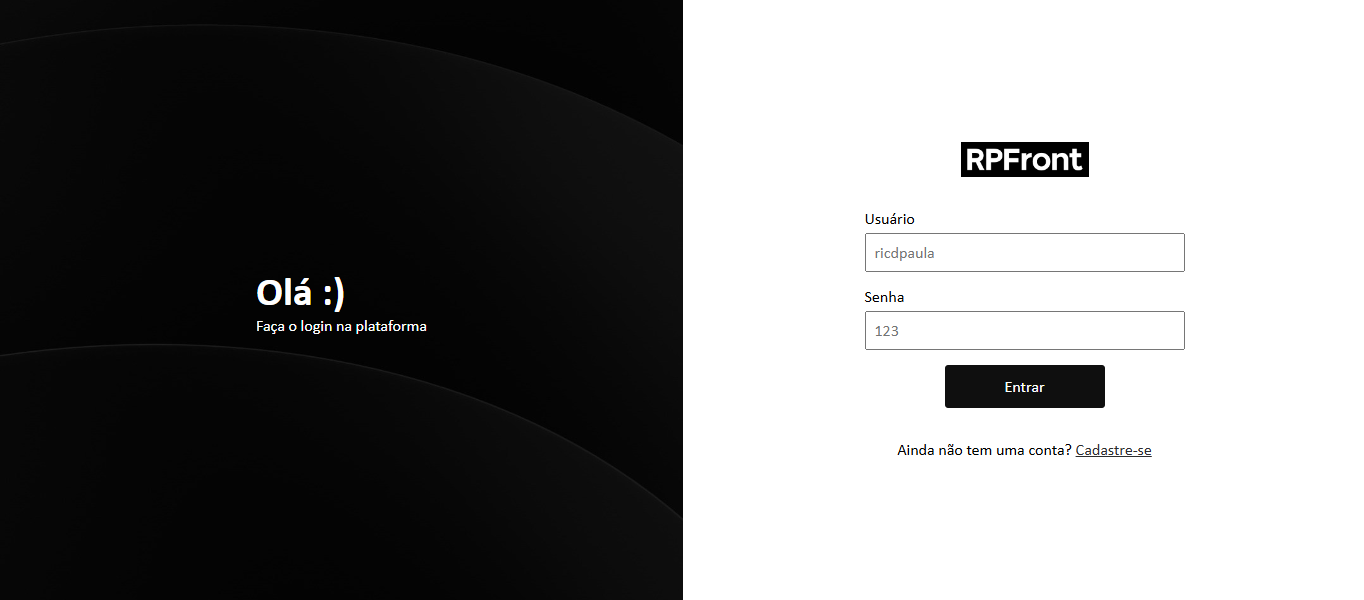 Olá :)
Faça o login na plataforma
RPFront
Usuário
ricdpaula
Senha
123
Entrar
Ainda não tem uma conta? Cadastre-se